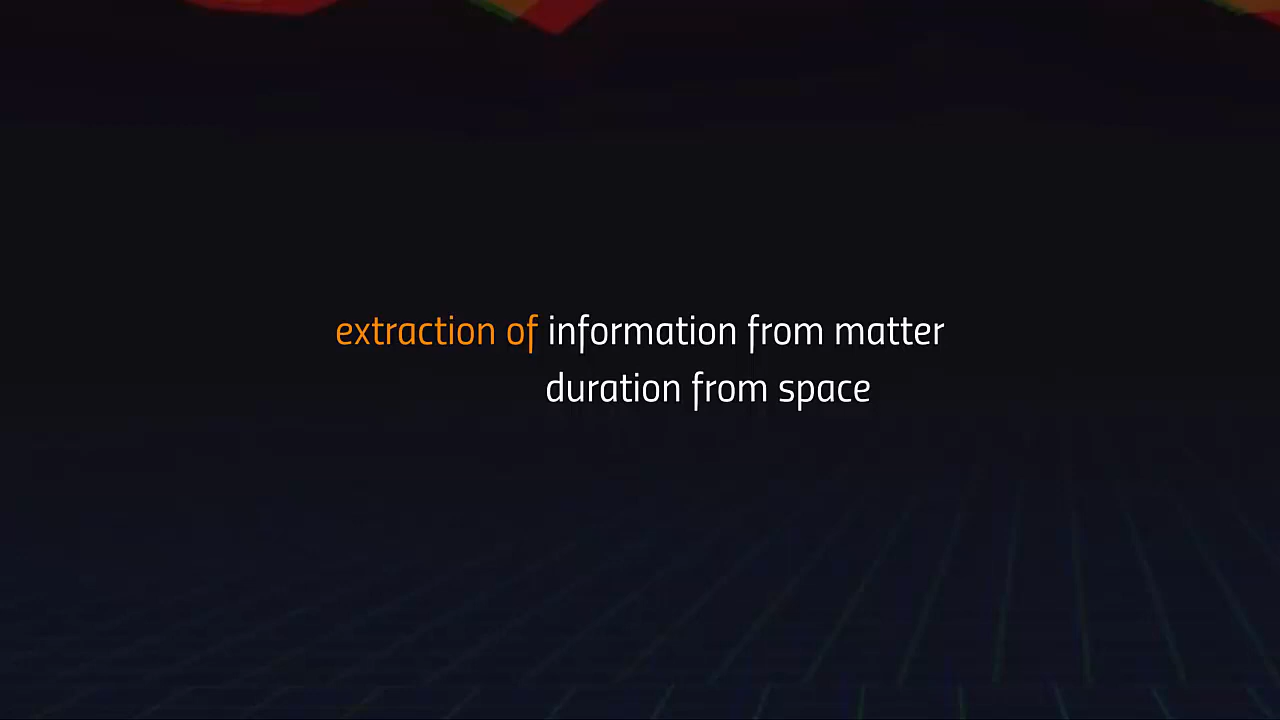 extraction of information from matter
duration from space